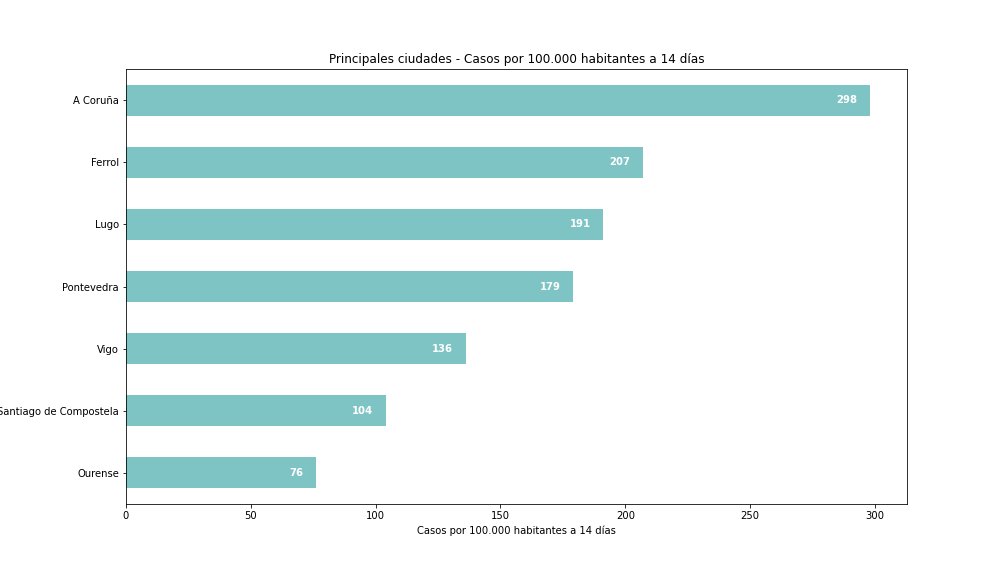 Principales ciudades - Casos por 100.000 habitantes a 14 días
A Coruña
298
Ferrol
207
Lugo
191
Pontevedra
179
Vigo
136
Santiago de Compostela
104
Ourense
76
0 50 100 150 200 250 300
Casos por 100.000 habitantes a 14 días